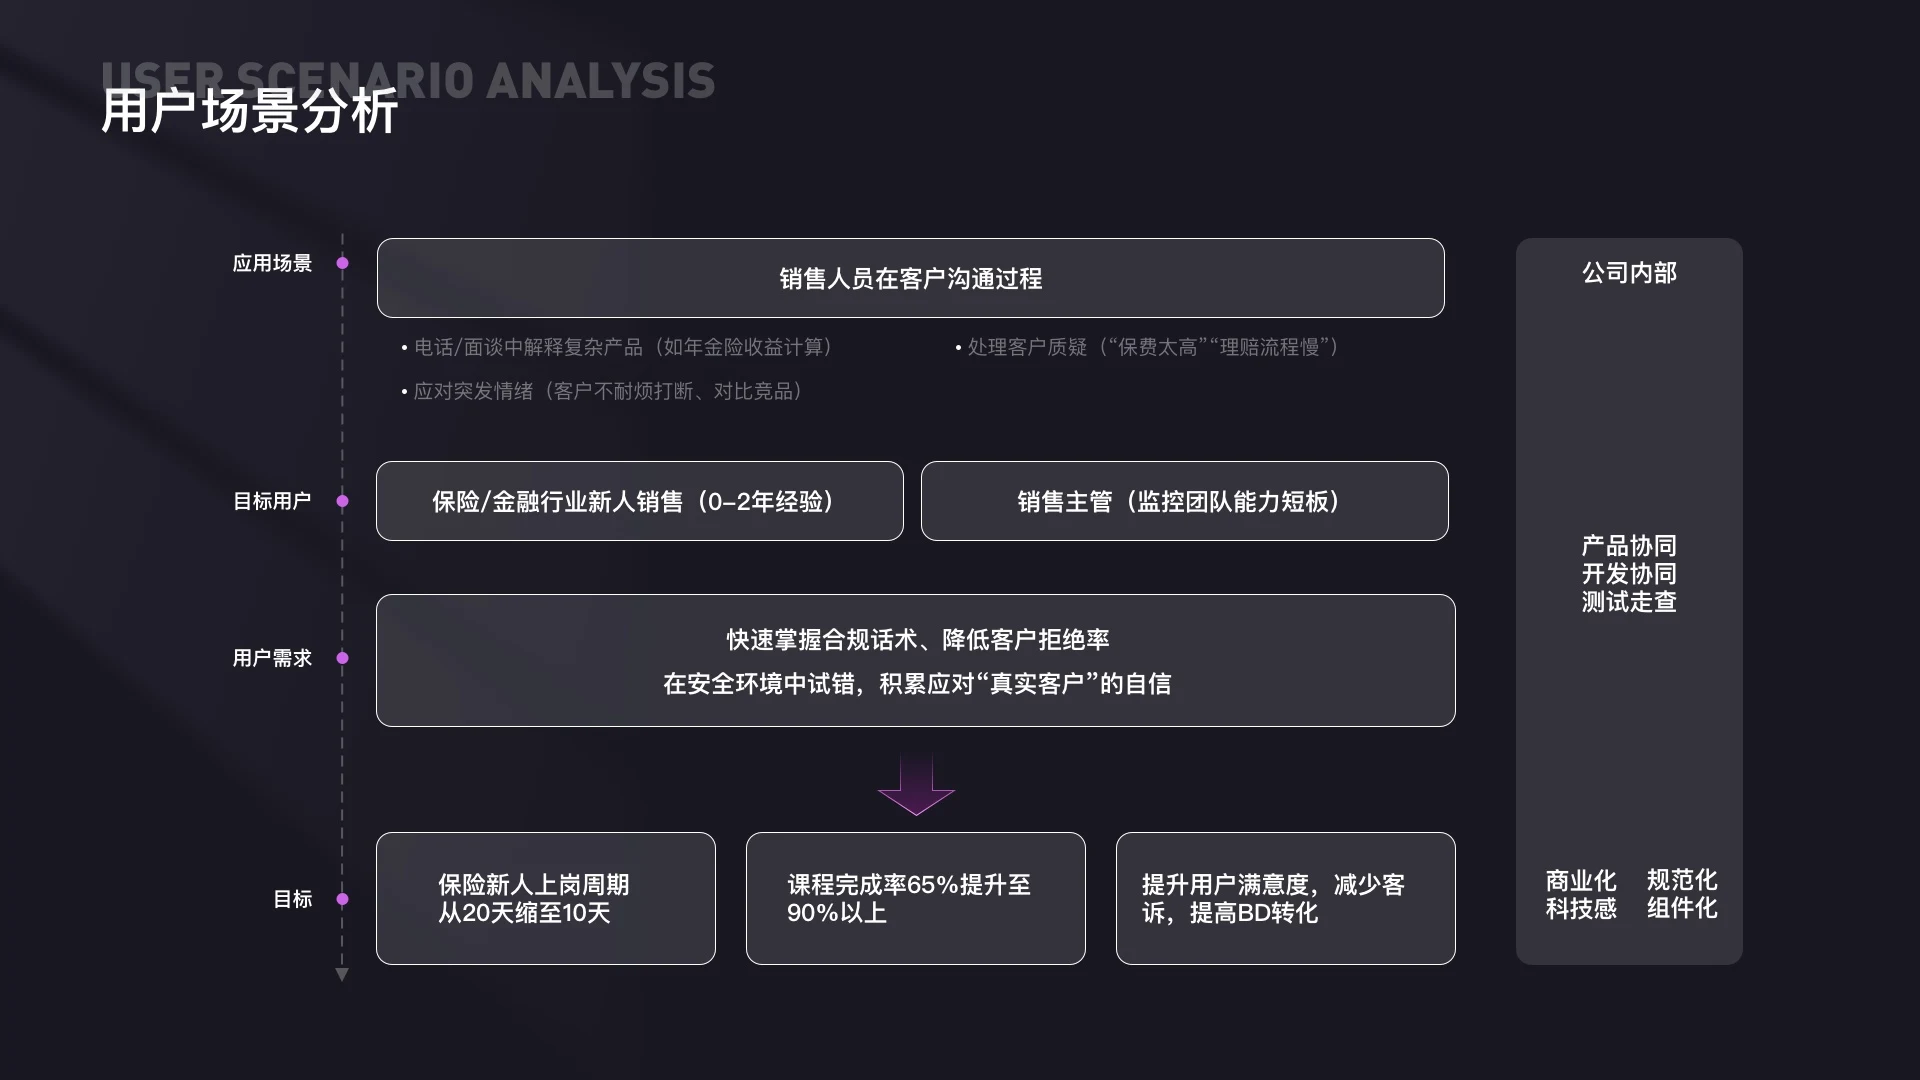 USER SCENARIO ANALYSIS
用户场景分析
应用场景
销售人员在客户沟通过程
• 电话/面谈中解释复杂产品（如年金险收益计算）
• 处理客户质疑（“保费太高”“理赔流程慢”）
• 应对突发情绪（客户不耐烦打断、对比竞品）
目标用户
保险/金融行业新人销售（0-2年经验）
销售主管（监控团队能力短板）
用户需求
快速掌握合规话术、降低客户拒绝率
在安全环境中试错，积累应对“真实客户”的自信
目标
保险新人上岗周期
从20天缩至10天
课程完成率65%提升至
90%以上
提升用户满意度，减少客
诉，提高BD转化
公司内部
产品协同
开发协同
测试走查
商业化
科技感
规范化
组件化